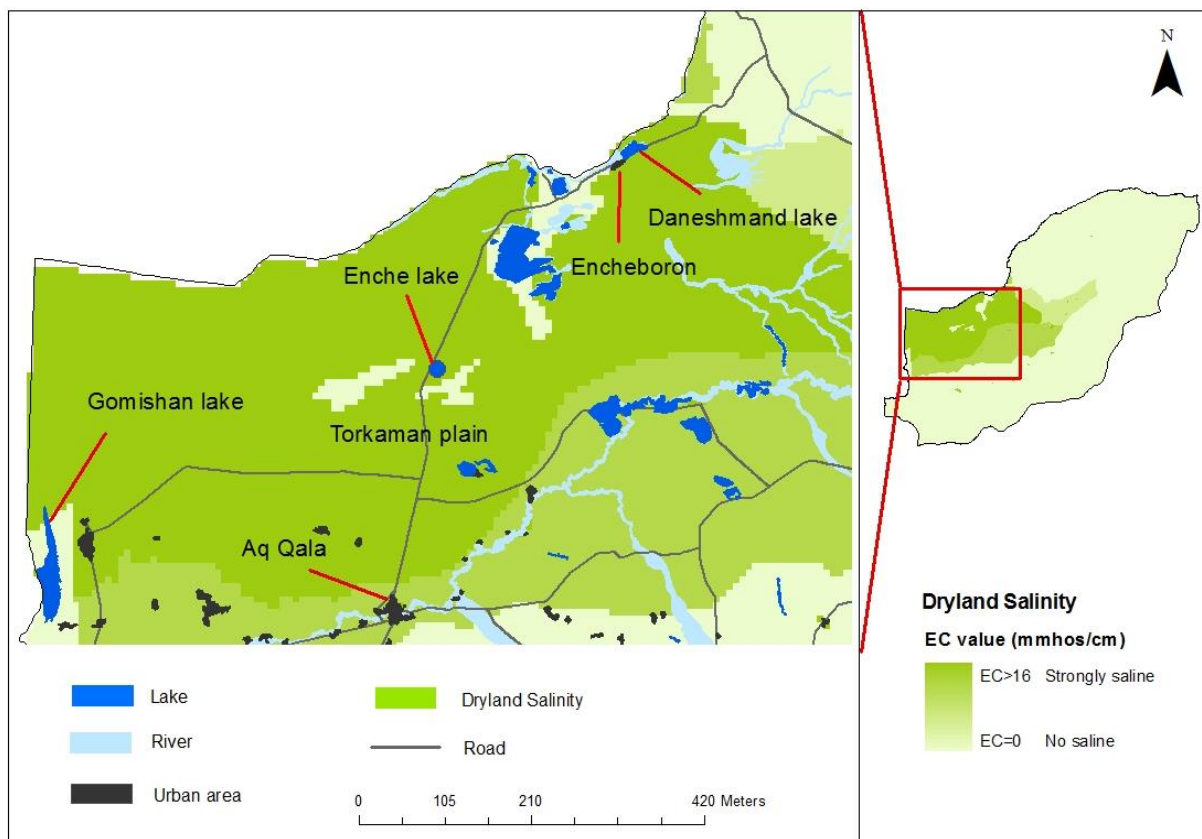 N
Daneshmand lake
Encheboron
Enche lake
Gomishan lake
Torkaman plain
Aq Qala
Lake
River
Urban area
Dryland Salinity
Road
0 105 210 420 Meters
Dryland Salinity
EC value (mmhos/cm)
EC>16 Strongly saline
EC=0 No saline